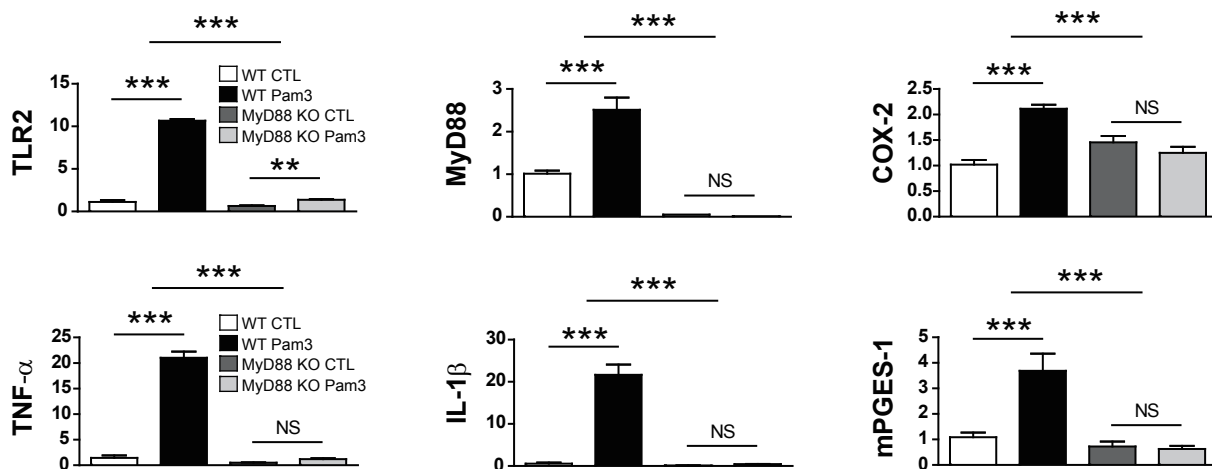 ***
***
TLR2
15
10
5
0
WT CTL
WT Pam3
MyD88 KO CTL
MyD88 KO Pam3
**
***
***
MyD88
3
2
1
0
NS
***
***
COX-2
2.5
2.0
1.5
1.0
0.5
0.0
NS
***
***
TNF-α
25
20
15
10
5
0
WT CTL
WT Pam3
MyD88 KO CTL
MyD88 KO Pam3
NS
***
***
IL-1β
30
20
10
0
NS
***
***
mPGES-1
5
4
3
2
1
0
NS